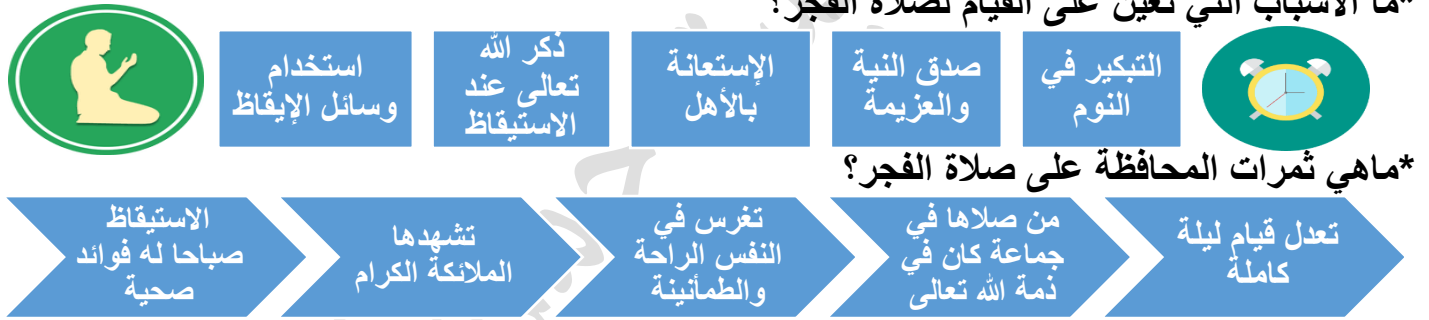 *ما الأسباب التي تعين على القيام لصلاة الفجر؟
التبكير في
النوم
صدق النية
والعزيمة
الإستعانة
بالأهل
ذكر الله
تعالى عند
الاستيقاظ
استخدام
وسائل الإيقاظ
*ماهي ثمرات المحافظة على صلاة الفجر؟
تعدل قيام ليلة
كاملة
من صلاها في
جماعة كان في
ذمة الله تعالى
تغرس في
النفس الراحة
والطمأنينة
تشهدها
الملائكة الكرام
الاستيقاظ
صباحا له فوائد
صحية